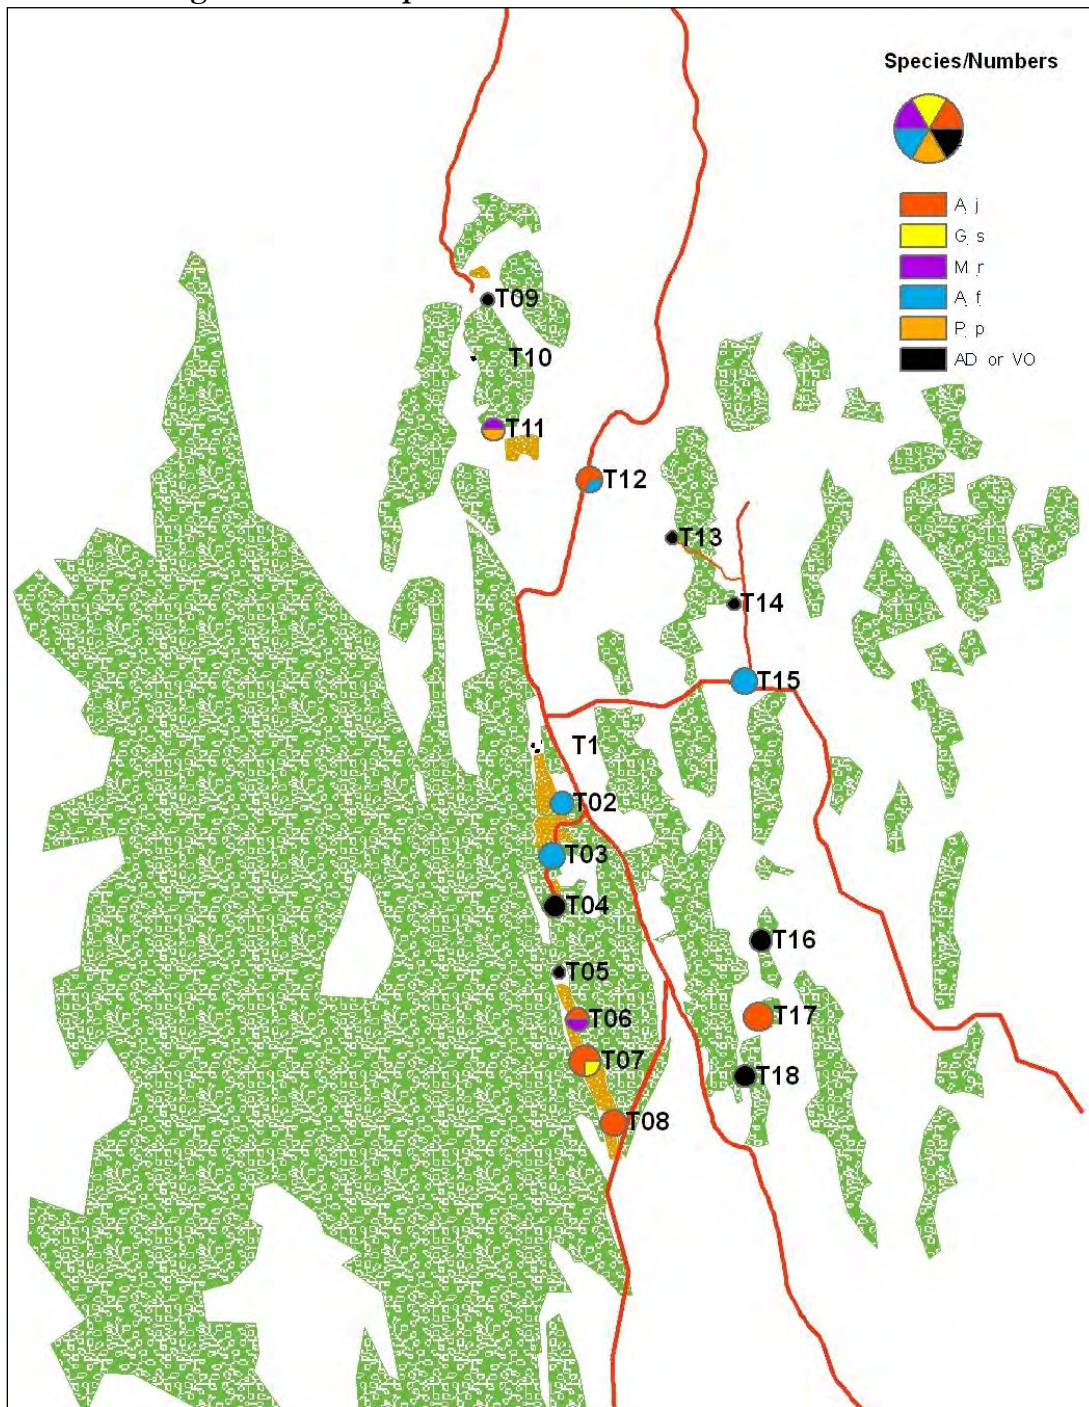 Species/Numbers
A. j
G. s
M. r
A. f
P. p
AD or VO
T09
T10
T11
T12
T13
T14
T15
T1
T02
T03
T04
T16
T05
T06
T17
T07
T18
T08